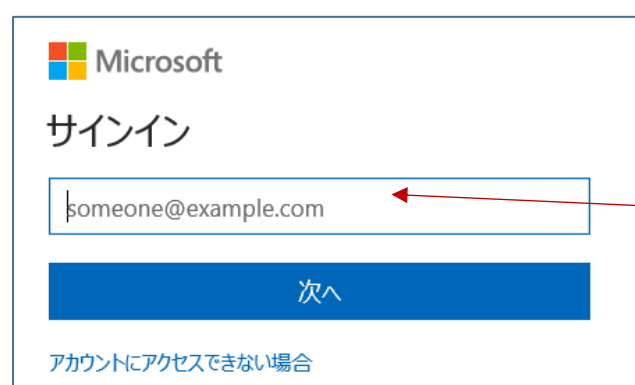 Microsoft
サインイン
someone@example.com
次へ
アカウントにアクセスできない場合